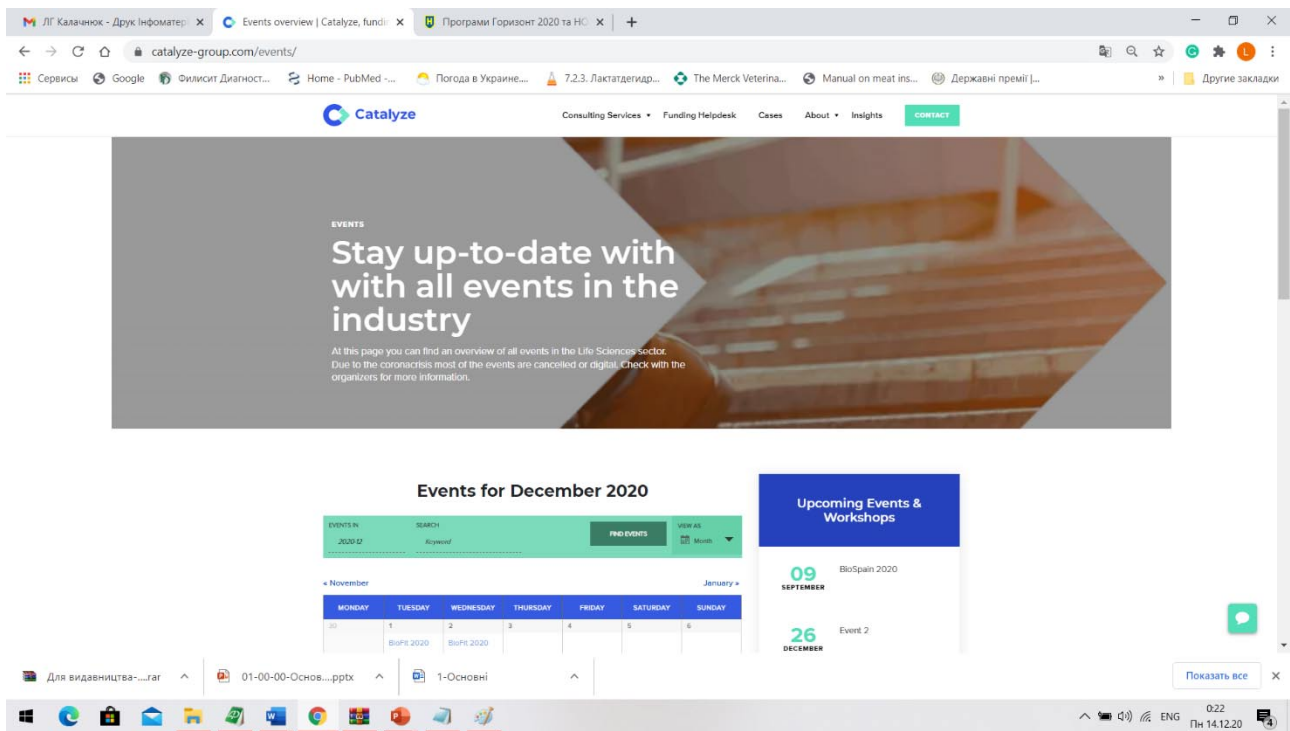 ЛГ Калачнюк - Друк Інфоматері
Events overview | Catalyze, fundin
Програми Горизонт 2020 та НО
catalyze-group.com/events/
Сервисы
Google
Филисит Диагност...
Home - PubMed -...
Погода в Украине....
7.2.3. Лактатдегидр...
The Merck Veterina...
Manual on meat ins...
Державні премії |...
»
Другие закладки
Catalyze
Consulting Services
Funding Helpdesk
Cases
About
Insights
CONTACT
EVENTS
Stay up-to-date with
with all events in the
industry
At this page you can find an overview of all events in the Life Sciences sector.
Due to the coronacrisis most of the events are cancelled or digital. Check with the
organizers for more information.
Events for December 2020
EVENTS IN
SEARCH
VIEW AS
2020-12
Keyword
FIND EVENTS
Month
« November
January »
MONDAY TUESDAY WEDNESDAY THURSDAY FRIDAY SATURDAY SUNDAY
30 1 2 3 4 5 6
BioFit 2020 BioFit 2020
Upcoming Events &
Workshops
09
SEPTEMBER
BioSpain 2020
26
DECEMBER
Event 2
Для видавництва-....rar
01-00-00-Основ....pptx
1-Основні
Показать все
ENG
0:22
Пн 14.12.20
4